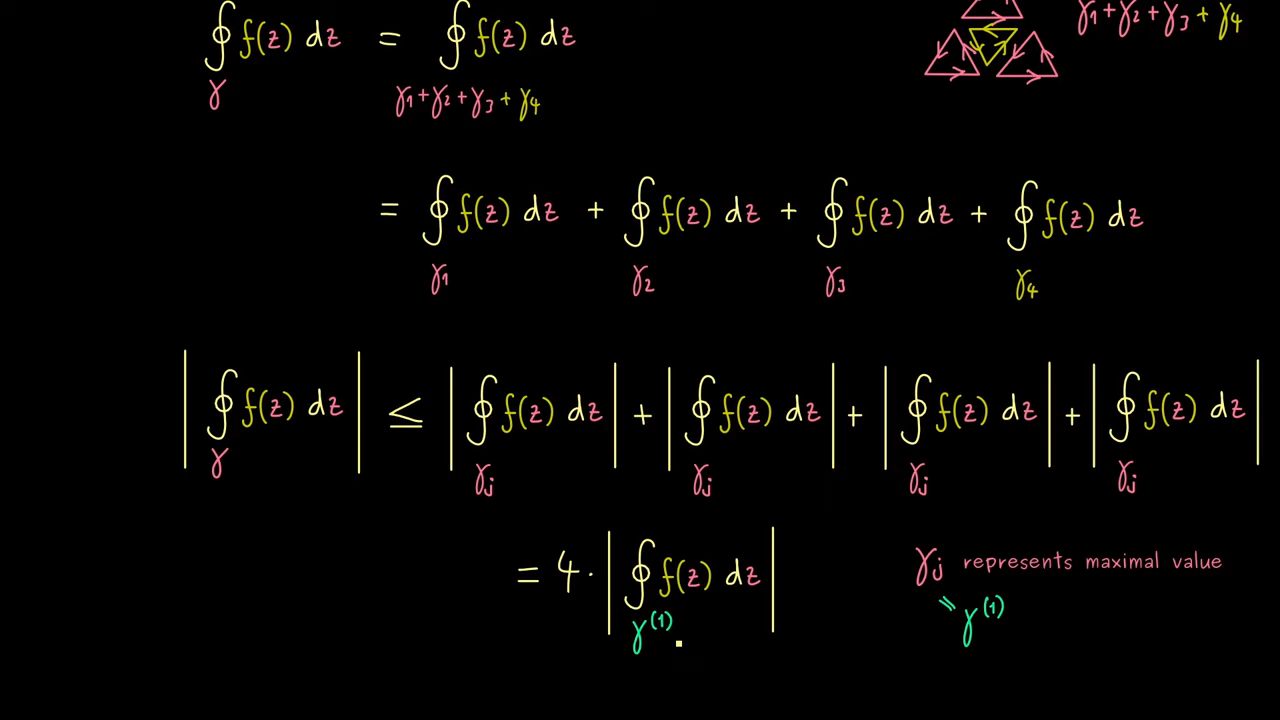 ∮_γ f(z) dz = ∮_{γ1+γ2+γ3+γ4} f(z) dz
γ1+γ2+γ3+γ4
= ∮_{γ1} f(z) dz + ∮_{γ2} f(z) dz + ∮_{γ3} f(z) dz + ∮_{γ4} f(z) dz
|∮_γ f(z) dz| ≤ |∮_{γj} f(z) dz| + |∮_{γj} f(z) dz| + |∮_{γj} f(z) dz| + |∮_{γj} f(z) dz|
= 4 · |∮_{γ^(1)} f(z) dz|
γj represents maximal value
= γ^(1)